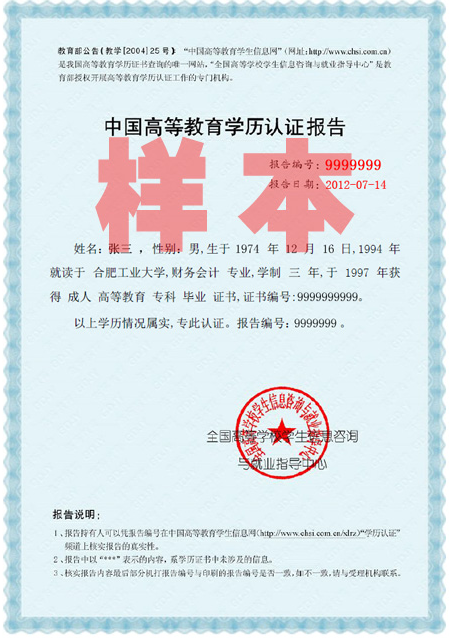 教育部公告(教学[2004]25号) “中国高等教育学生信息网”(网址:http://www.chsi.com.cn)
是我国高等教育学历证书查询的唯一网站,“全国高等学校学生信息咨询与就业指导中心”是教
育部授权开展高等教育学历认证工作的专门机构。
中国高等教育学历认证报告
样本
报告编号: 9999999
报告日期: 2012-07-14
姓名: 张三 , 性别: 男,生于 1974 年 12 月 16 日,1994 年
就读于 合肥工业大学,财务会计 专业,学制 三 年,于 1997 年获
得 成人 高等教育 专科 毕业 证书,证书编号:9999999999。
以上学历情况属实,专此认证。报告编号: 9999999 。
全国高等学校学生信息咨询与就业指导中心
全国高等学校学生信息咨询
与就业指导中心
报告说明:
1、报告持有人可以凭报告编号在中国高等教育学生信息网(http://www.chsi.com.cn/xlrz)“学历认证”
频道上核实报告的真实性。
2、报告中以“***”表示的内容,系学历证书中未涉及的信息。
3、核实报告内容最后部分机打报告编号与印刷的报告编号是否一致,如不一致,请与受理机构联系。